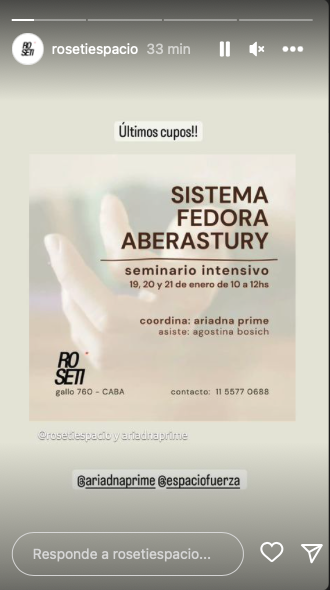 rosetiespacio 33 min
Últimos cupos!!
SISTEMA
FEDORA
ABERASTURY
seminario intensivo
19, 20 y 21 de enero de 10 a 12hs
coordina: ariadna prime
asiste: agostina bosich
RO
SETI
gallo 760 - CABA
contacto: 11 5577 0688
@rosetiespacio y ariadnaprime
@ariadnaprime @espaciofuerza
Responde a rosetiespacio...